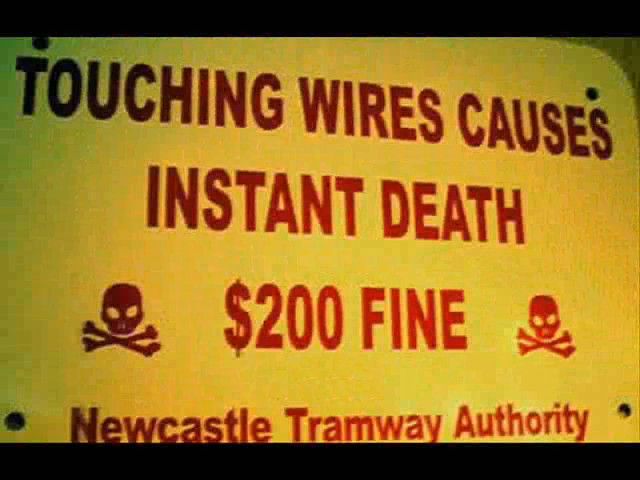 TOUCHING WIRES CAUSES
INSTANT DEATH
$200 FINE
Newcastle Tramway Authority